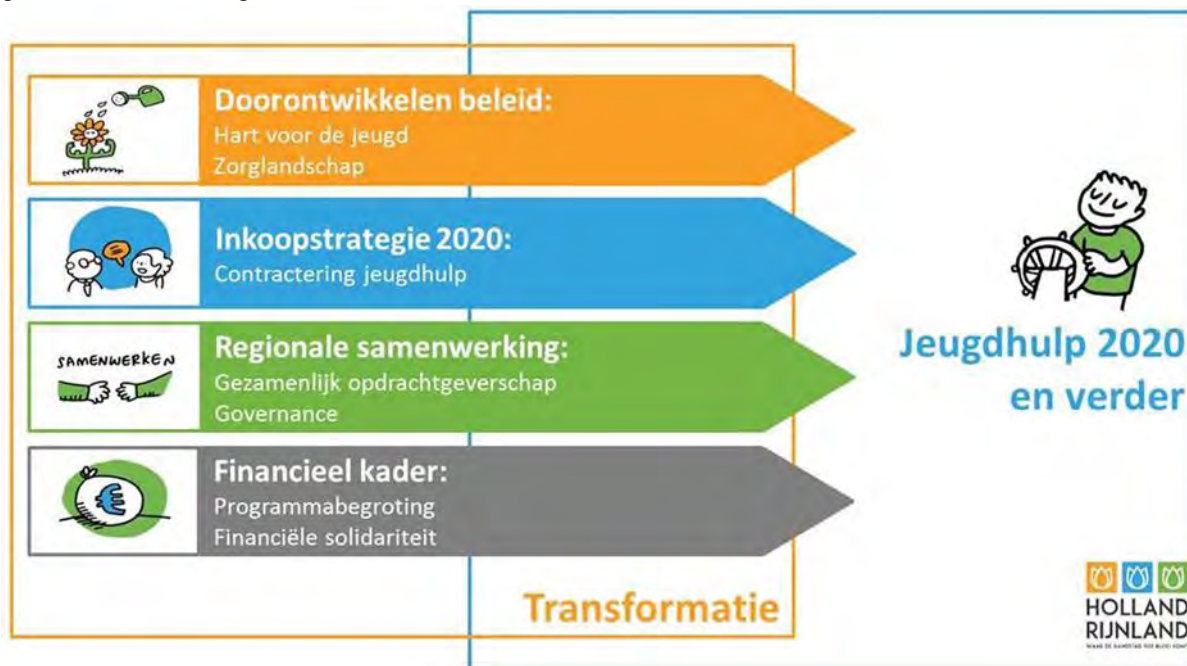 Doorontwikkelen beleid:
Hart voor de jeugd
Zorglandschap
Inkoopstrategie 2020:
Contractering jeugdhulp
SAMENWERKEN
Regionale samenwerking:
Gezamenlijk opdrachtgeverschap
Governance
Financieel kader:
Programmabegroting
Financiële solidariteit
Transformatie
Jeugdhulp 2020
en verder
HOLLAND
RIJNLAND